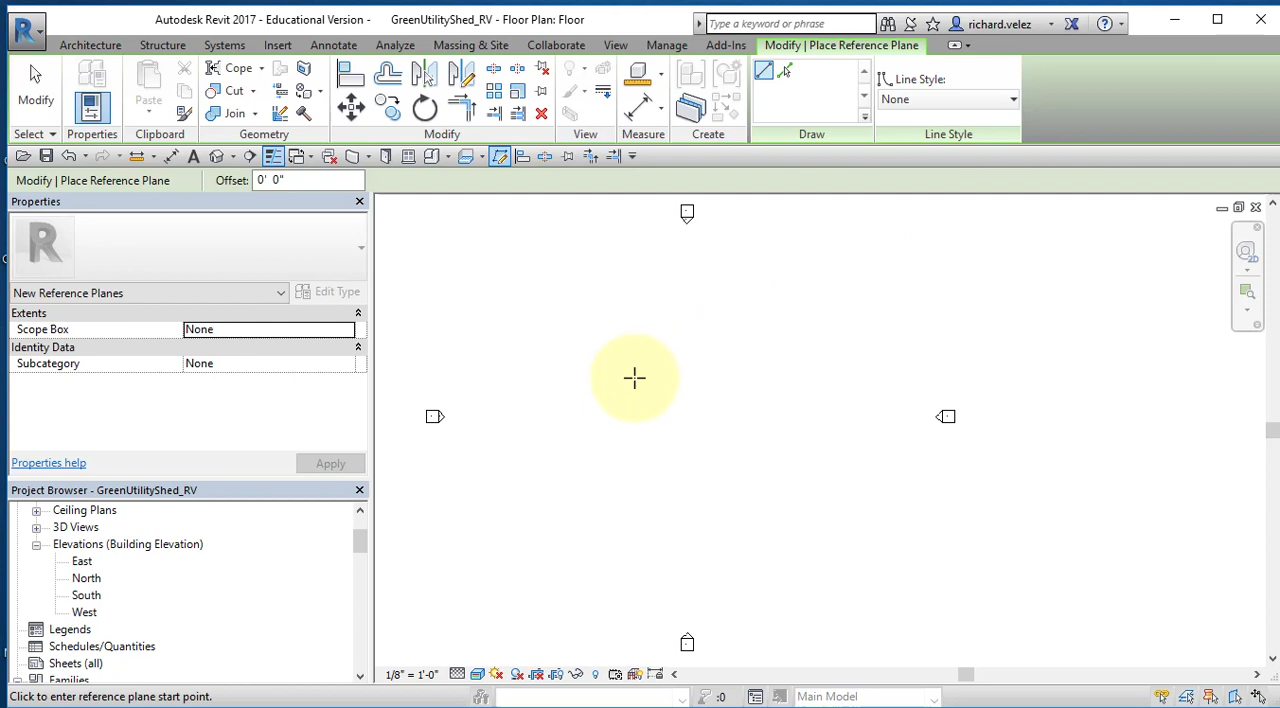 Autodesk Revit 2017 - Educational Version - GreenUtilityShed_RV - Floor Plan: Floor
Type a keyword or phrase
richard.velez
Architecture Structure Systems Insert Annotate Analyze Massing & Site Collaborate View Manage Add-Ins Modify | Place Reference Plane
Modify
Paste
Cope
Cut
Join
Line Style:
None
Select Properties Clipboard Geometry Modify View Measure Create Draw Line Style
Modify | Place Reference Plane Offset: 0' 0"
Properties
New Reference Planes Edit Type
Extents
Scope Box None
Identity Data
Subcategory None
Properties help Apply
Project Browser - GreenUtilityShed_RV
Ceiling Plans
3D Views
Elevations (Building Elevation)
East
North
South
West
Legends
Schedules/Quantities
Sheets (all)
Families
2D
1/8" = 1'-0"
Click to enter reference plane start point.
:0
Main Model